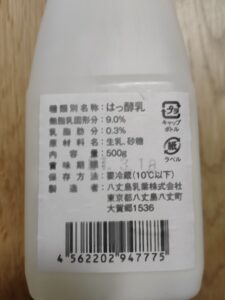 種類別名称：はっ酵乳
無脂乳固形分：9.0%
乳脂肪分：0.3%
原材料名：生乳、砂糖
内容量：500g
賞味期限
保存方法：要冷蔵(10℃以下)
製造者：八丈島乳業株式会社
東京都八丈島八丈町
大賀郷1536
キャップ
ボトル
紙
ラベル
4 562202 947775